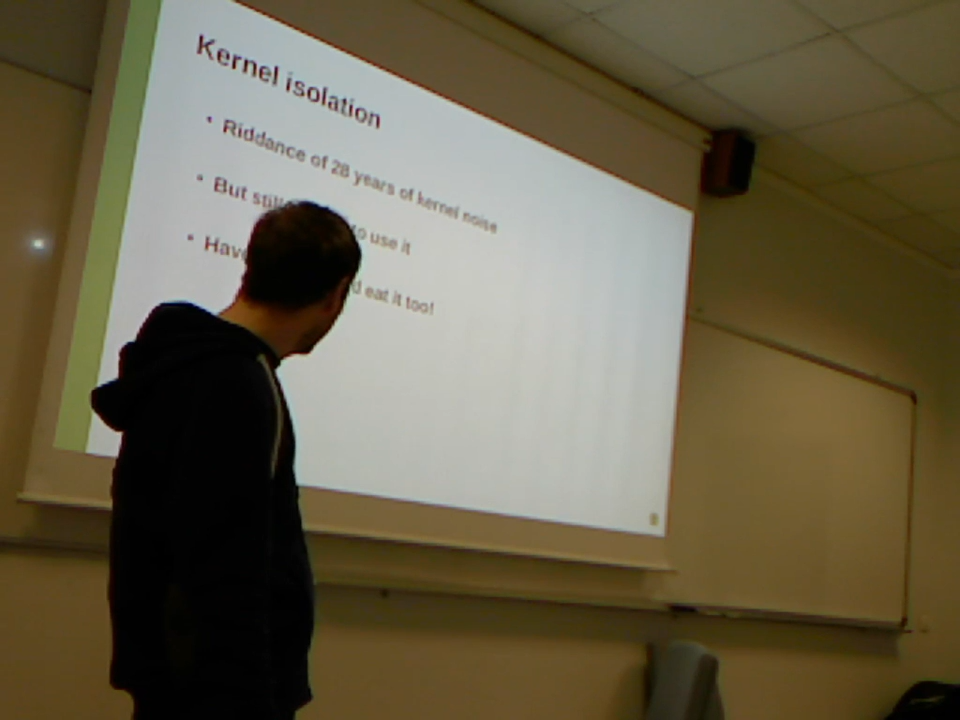 Kernel isolation
• Riddance of 28 years of kernel noise
• But still to use it
• Have eat it too!